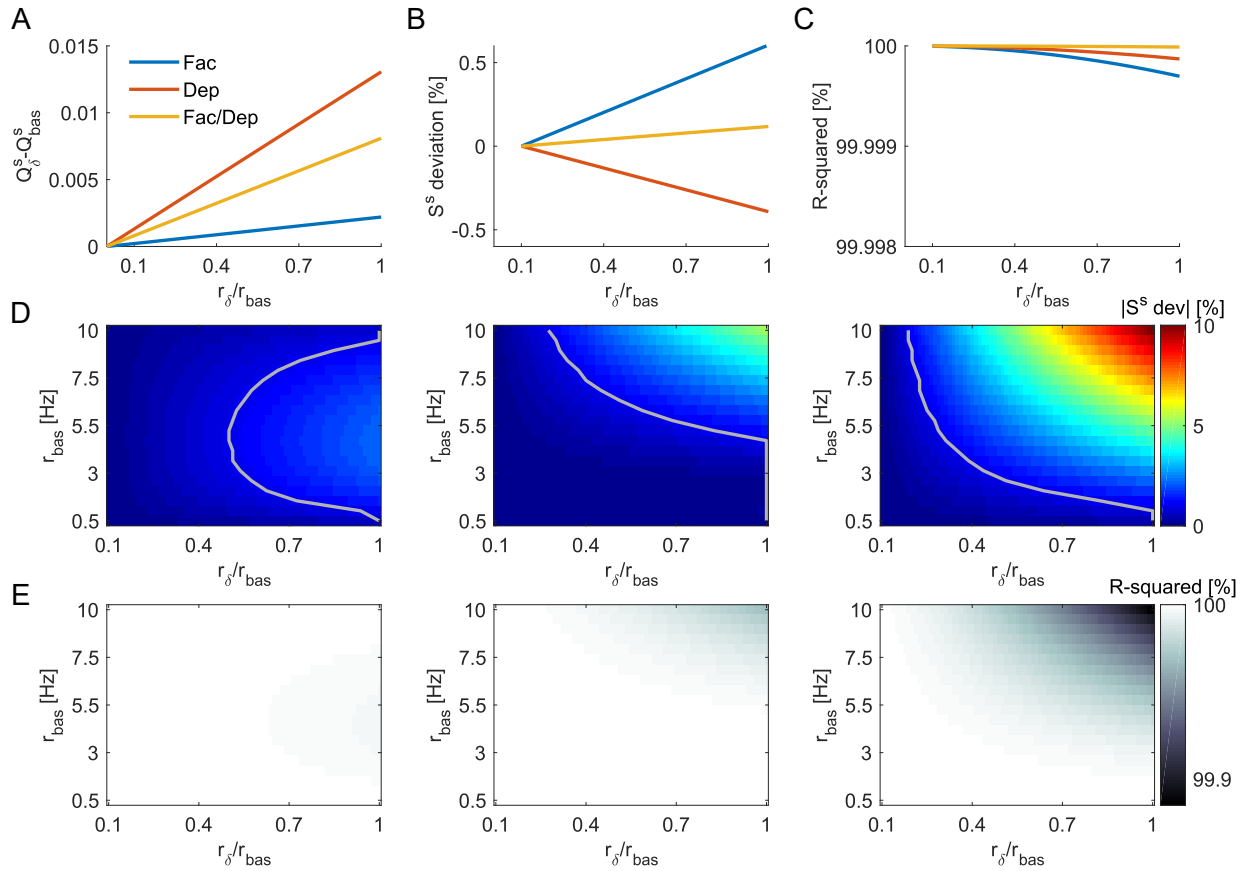 A
B
C
0.015
0.01
0.005
0
Q^s_δ-Q^s_bas
Fac
Dep
Fac/Dep
0.1 0.7 1
r_δ/r_bas
0.5
0
-0.5
S^s deviation [%]
0.1 0.7 1
r_δ/r_bas
100
99.999
99.998
R-squared [%]
0.1 0.7 1
r_δ/r_bas
D
|S^s dev| [%]
10
7.5
5.5
3
0.5
r_bas [Hz]
0.1 0.4 0.7 1
r_δ/r_bas
10
7.5
5.5
3
0.5
r_bas [Hz]
0.1 0.4 0.7 1
r_δ/r_bas
10
7.5
5.5
3
0.5
r_bas [Hz]
0.1 0.4 0.7 1
r_δ/r_bas
10
5
0
E
R-squared [%]
10
7.5
5.5
3
0.5
r_bas [Hz]
0.1 0.4 0.7 1
r_δ/r_bas
10
7.5
5.5
3
0.5
r_bas [Hz]
0.1 0.4 0.7 1
r_δ/r_bas
10
7.5
5.5
3
0.5
r_bas [Hz]
0.1 0.4 0.7 1
r_δ/r_bas
100
99.9